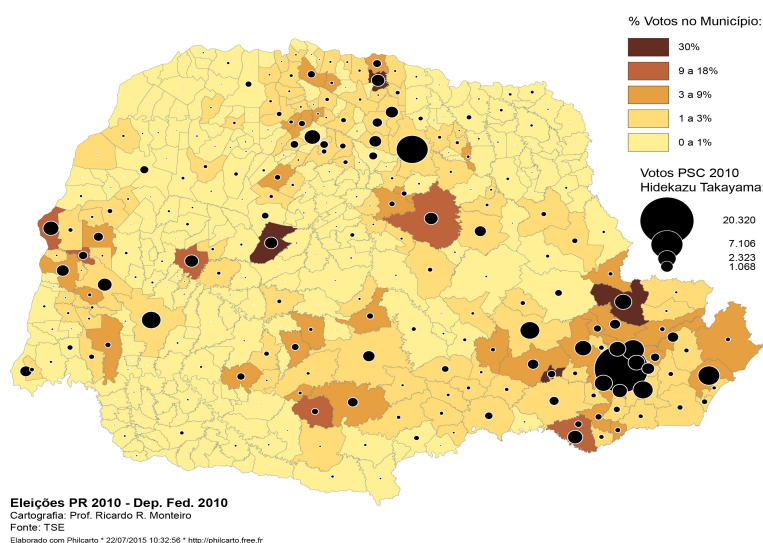 % Votos no Município:
30%
9 a 18%
3 a 9%
1 a 3%
0 a 1%
Votos PSC 2010
Hidekazu Takayama:
20.320
7.106
2.323
1.068
Eleições PR 2010 - Dep. Fed. 2010
Cartografia: Prof. Ricardo R. Monteiro
Fonte: TSE
Elaborado com Philcarto * 22/07/2015 10:32:56 * http://philcarto.free.fr